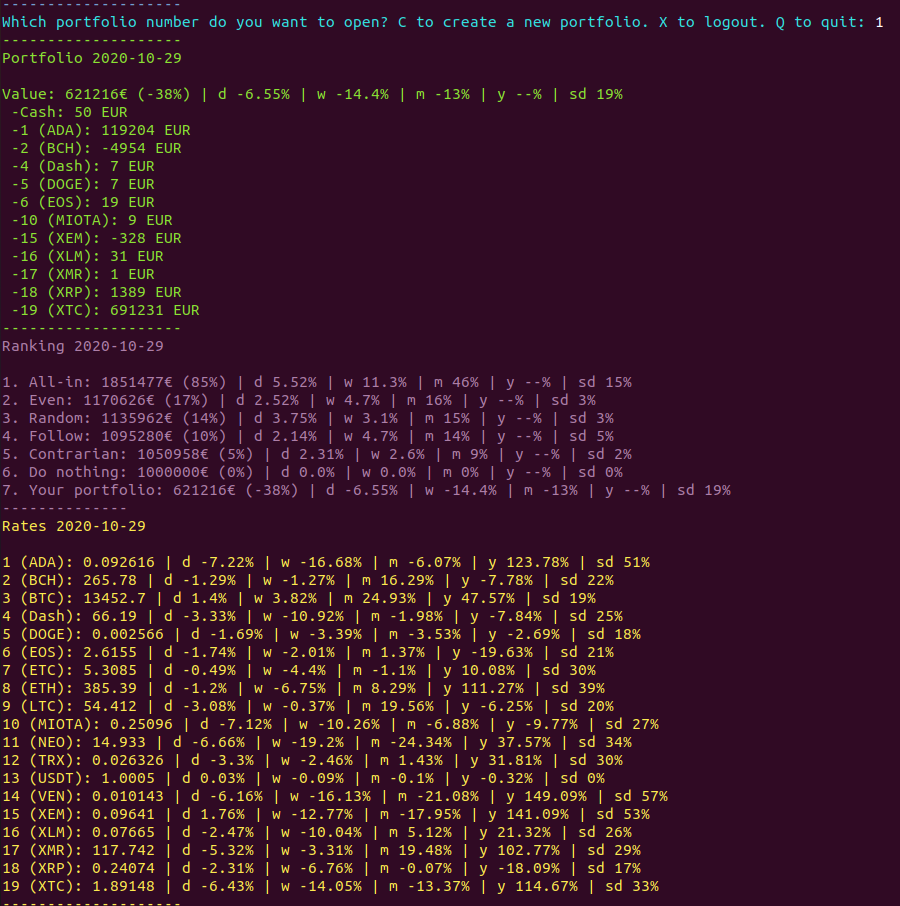 --------------------
Which portfolio number do you want to open? C to create a new portfolio. X to logout. Q to quit: 1
--------------------
Portfolio 2020-10-29
Value: 621216€ (-38%) | d -6.55% | w -14.4% | m -13% | y --% | sd 19%
-Cash: 50 EUR
-1 (ADA): 119204 EUR
-2 (BCH): -4954 EUR
-4 (Dash): 7 EUR
-5 (DOGE): 7 EUR
-6 (EOS): 19 EUR
-10 (MIOTA): 9 EUR
-15 (XEM): -328 EUR
-16 (XLM): 31 EUR
-17 (XMR): 1 EUR
-18 (XRP): 1389 EUR
-19 (XTC): 691231 EUR
--------------------
Ranking 2020-10-29
1. All-in: 1851477€ (85%) | d 5.52% | w 11.3% | m 46% | y --% | sd 15%
2. Even: 1170626€ (17%) | d 2.52% | w 4.7% | m 16% | y --% | sd 3%
3. Random: 1135962€ (14%) | d 3.75% | w 3.1% | m 15% | y --% | sd 3%
4. Follow: 1095280€ (10%) | d 2.14% | w 4.7% | m 14% | y --% | sd 5%
5. Contrarian: 1050958€ (5%) | d 2.31% | w 2.6% | m 9% | y --% | sd 2%
6. Do nothing: 1000000€ (0%) | d 0.0% | w 0.0% | m 0% | y --% | sd 0%
7. Your portfolio: 621216€ (-38%) | d -6.55% | w -14.4% | m -13% | y --% | sd 19%
--------------
Rates 2020-10-29
1 (ADA): 0.092616 | d -7.22% | w -16.68% | m -6.07% | y 123.78% | sd 51%
2 (BCH): 265.78 | d -1.29% | w -1.27% | m 16.29% | y -7.78% | sd 22%
3 (BTC): 13452.7 | d 1.4% | w 3.82% | m 24.93% | y 47.57% | sd 19%
4 (Dash): 66.19 | d -3.33% | w -10.92% | m -1.98% | y -7.84% | sd 25%
5 (DOGE): 0.002566 | d -1.69% | w -3.39% | m -3.53% | y -2.69% | sd 18%
6 (EOS): 2.6155 | d -1.74% | w -2.01% | m 1.37% | y -19.63% | sd 21%
7 (ETC): 5.3085 | d -0.49% | w -4.4% | m -1.1% | y 10.08% | sd 30%
8 (ETH): 385.39 | d -1.2% | w -6.75% | m 8.29% | y 111.27% | sd 39%
9 (LTC): 54.412 | d -3.08% | w -0.37% | m 19.56% | y -6.25% | sd 20%
10 (MIOTA): 0.25096 | d -7.12% | w -10.26% | m -6.88% | y -9.77% | sd 27%
11 (NEO): 14.933 | d -6.66% | w -19.2% | m -24.34% | y 37.57% | sd 34%
12 (TRX): 0.026326 | d -3.3% | w -2.46% | m 1.43% | y 31.81% | sd 30%
13 (USDT): 1.0005 | d 0.03% | w -0.09% | m -0.1% | y -0.32% | sd 0%
14 (VEN): 0.010143 | d -6.16% | w -16.13% | m -21.08% | y 149.09% | sd 57%
15 (XEM): 0.09641 | d 1.76% | w -12.77% | m -17.95% | y 141.09% | sd 53%
16 (XLM): 0.07665 | d -2.47% | w -10.04% | m 5.12% | y 21.32% | sd 26%
17 (XMR): 117.742 | d -5.32% | w -3.31% | m 19.48% | y 102.77% | sd 29%
18 (XRP): 0.24074 | d -2.31% | w -6.76% | m -0.07% | y -18.09% | sd 17%
19 (XTC): 1.89148 | d -6.43% | w -14.05% | m -13.37% | y 114.67% | sd 33%
--------------------